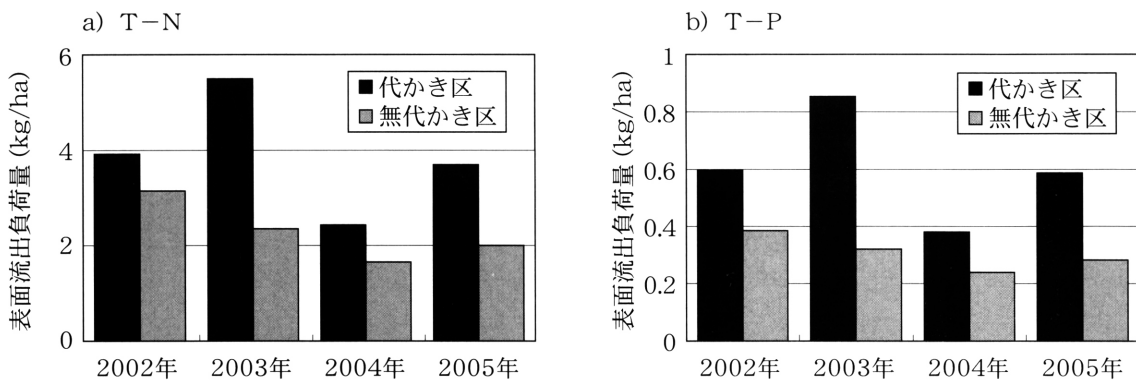 a) T－N
表面流出負荷量 (kg/ha)
6
4
2
0
代かき区
無代かき区
2002年 2003年 2004年 2005年
b) T－P
表面流出負荷量 (kg/ha)
1
0.8
0.6
0.4
0.2
0
代かき区
無代かき区
2002年 2003年 2004年 2005年